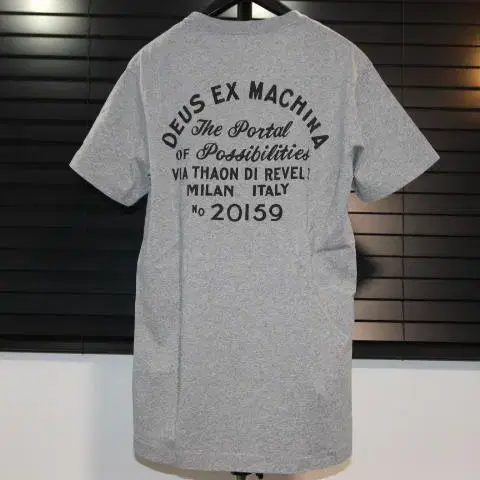 DEUS EX MACHINA
The Portal
OF Possibilities
VIA THAON DI REVEL
MILAN ITALY
No 20159